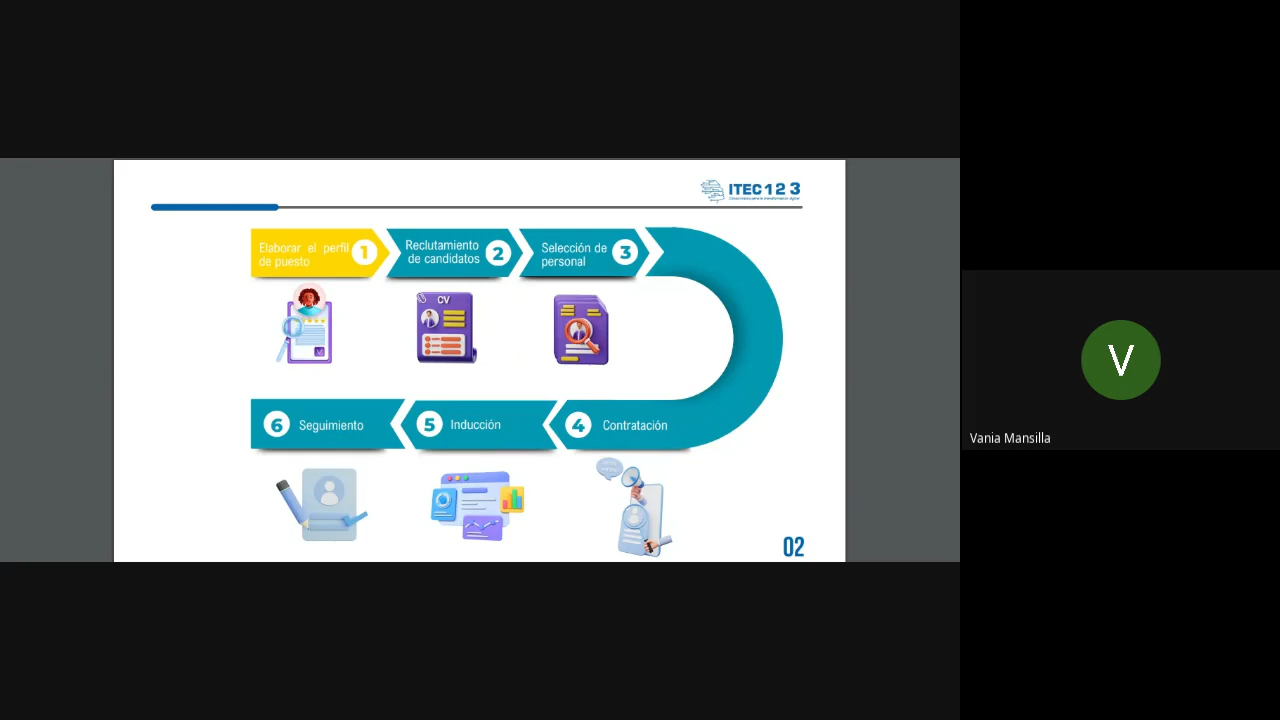 ITEC 1 2 3
Elaborar el perfil
de puesto
1
Reclutamiento
de candidatos
2
Selección de
personal
3
CV
6
Seguimiento
5
Inducción
4
Contratación
02
V
Vania Mansilla